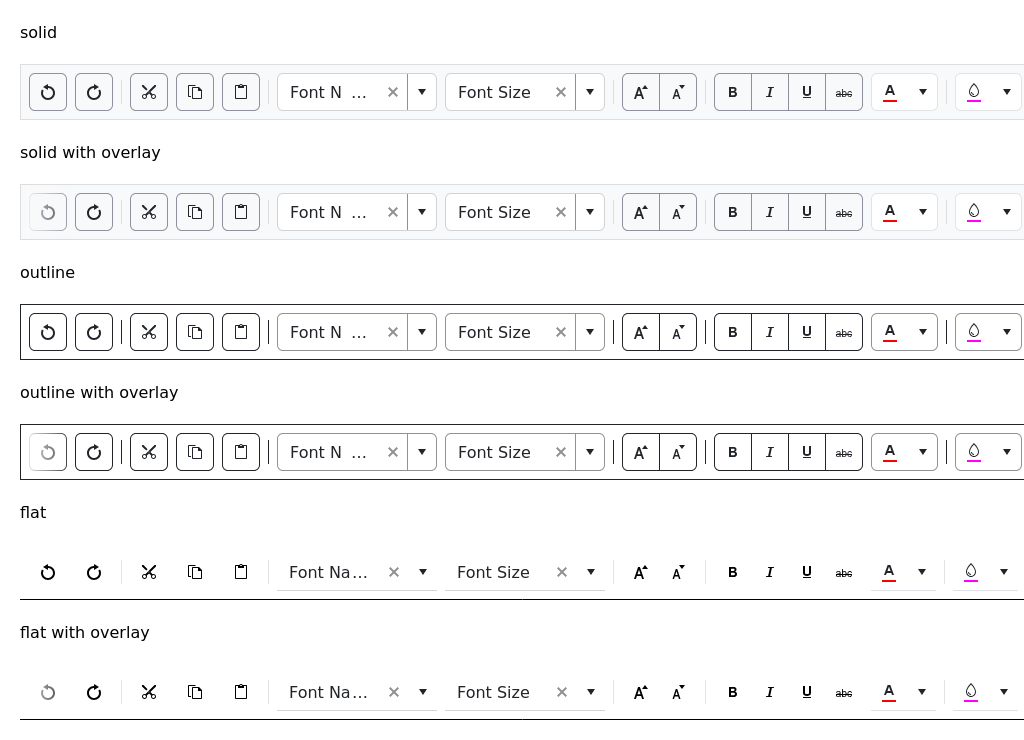 solid
Font N ... Font Size A A B I U abc A
solid with overlay
Font N ... Font Size A A B I U abc A
outline
Font N ... Font Size A A B I U abc A
outline with overlay
Font N ... Font Size A A B I U abc A
flat
Font Na... Font Size A A B I U abc A
flat with overlay
Font Na... Font Size A A B I U abc A